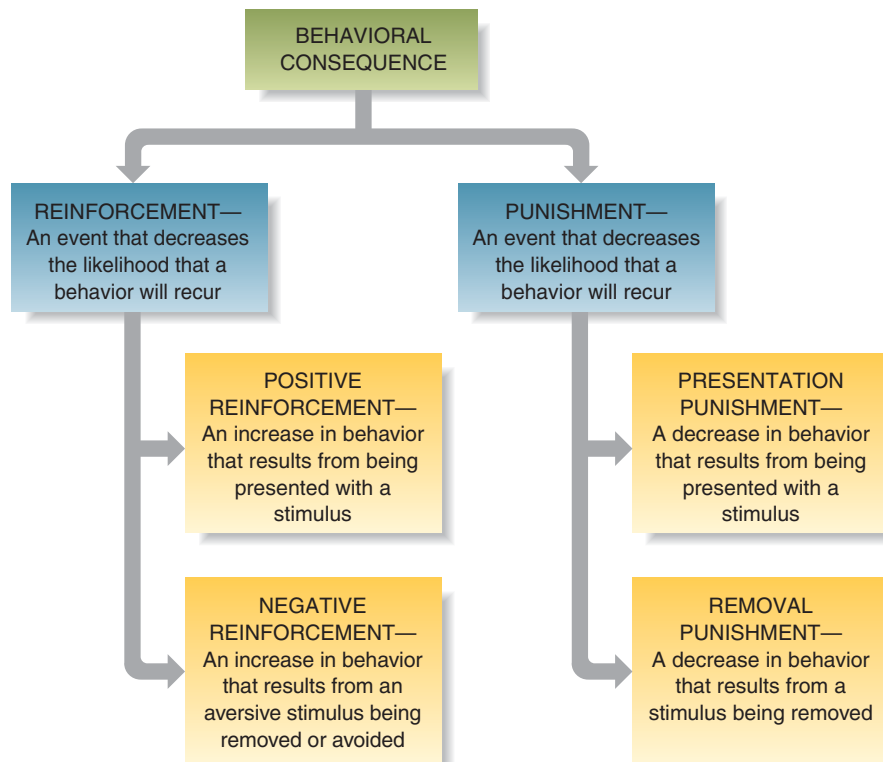 BEHAVIORAL
CONSEQUENCE
REINFORCEMENT—
An event that decreases
the likelihood that a
behavior will recur
PUNISHMENT—
An event that decreases
the likelihood that a
behavior will recur
POSITIVE
REINFORCEMENT—
An increase in behavior
that results from being
presented with a
stimulus
PRESENTATION
PUNISHMENT—
A decrease in behavior
that results from being
presented with a
stimulus
NEGATIVE
REINFORCEMENT—
An increase in behavior
that results from an
aversive stimulus being
removed or avoided
REMOVAL
PUNISHMENT—
A decrease in behavior
that results from a
stimulus being removed